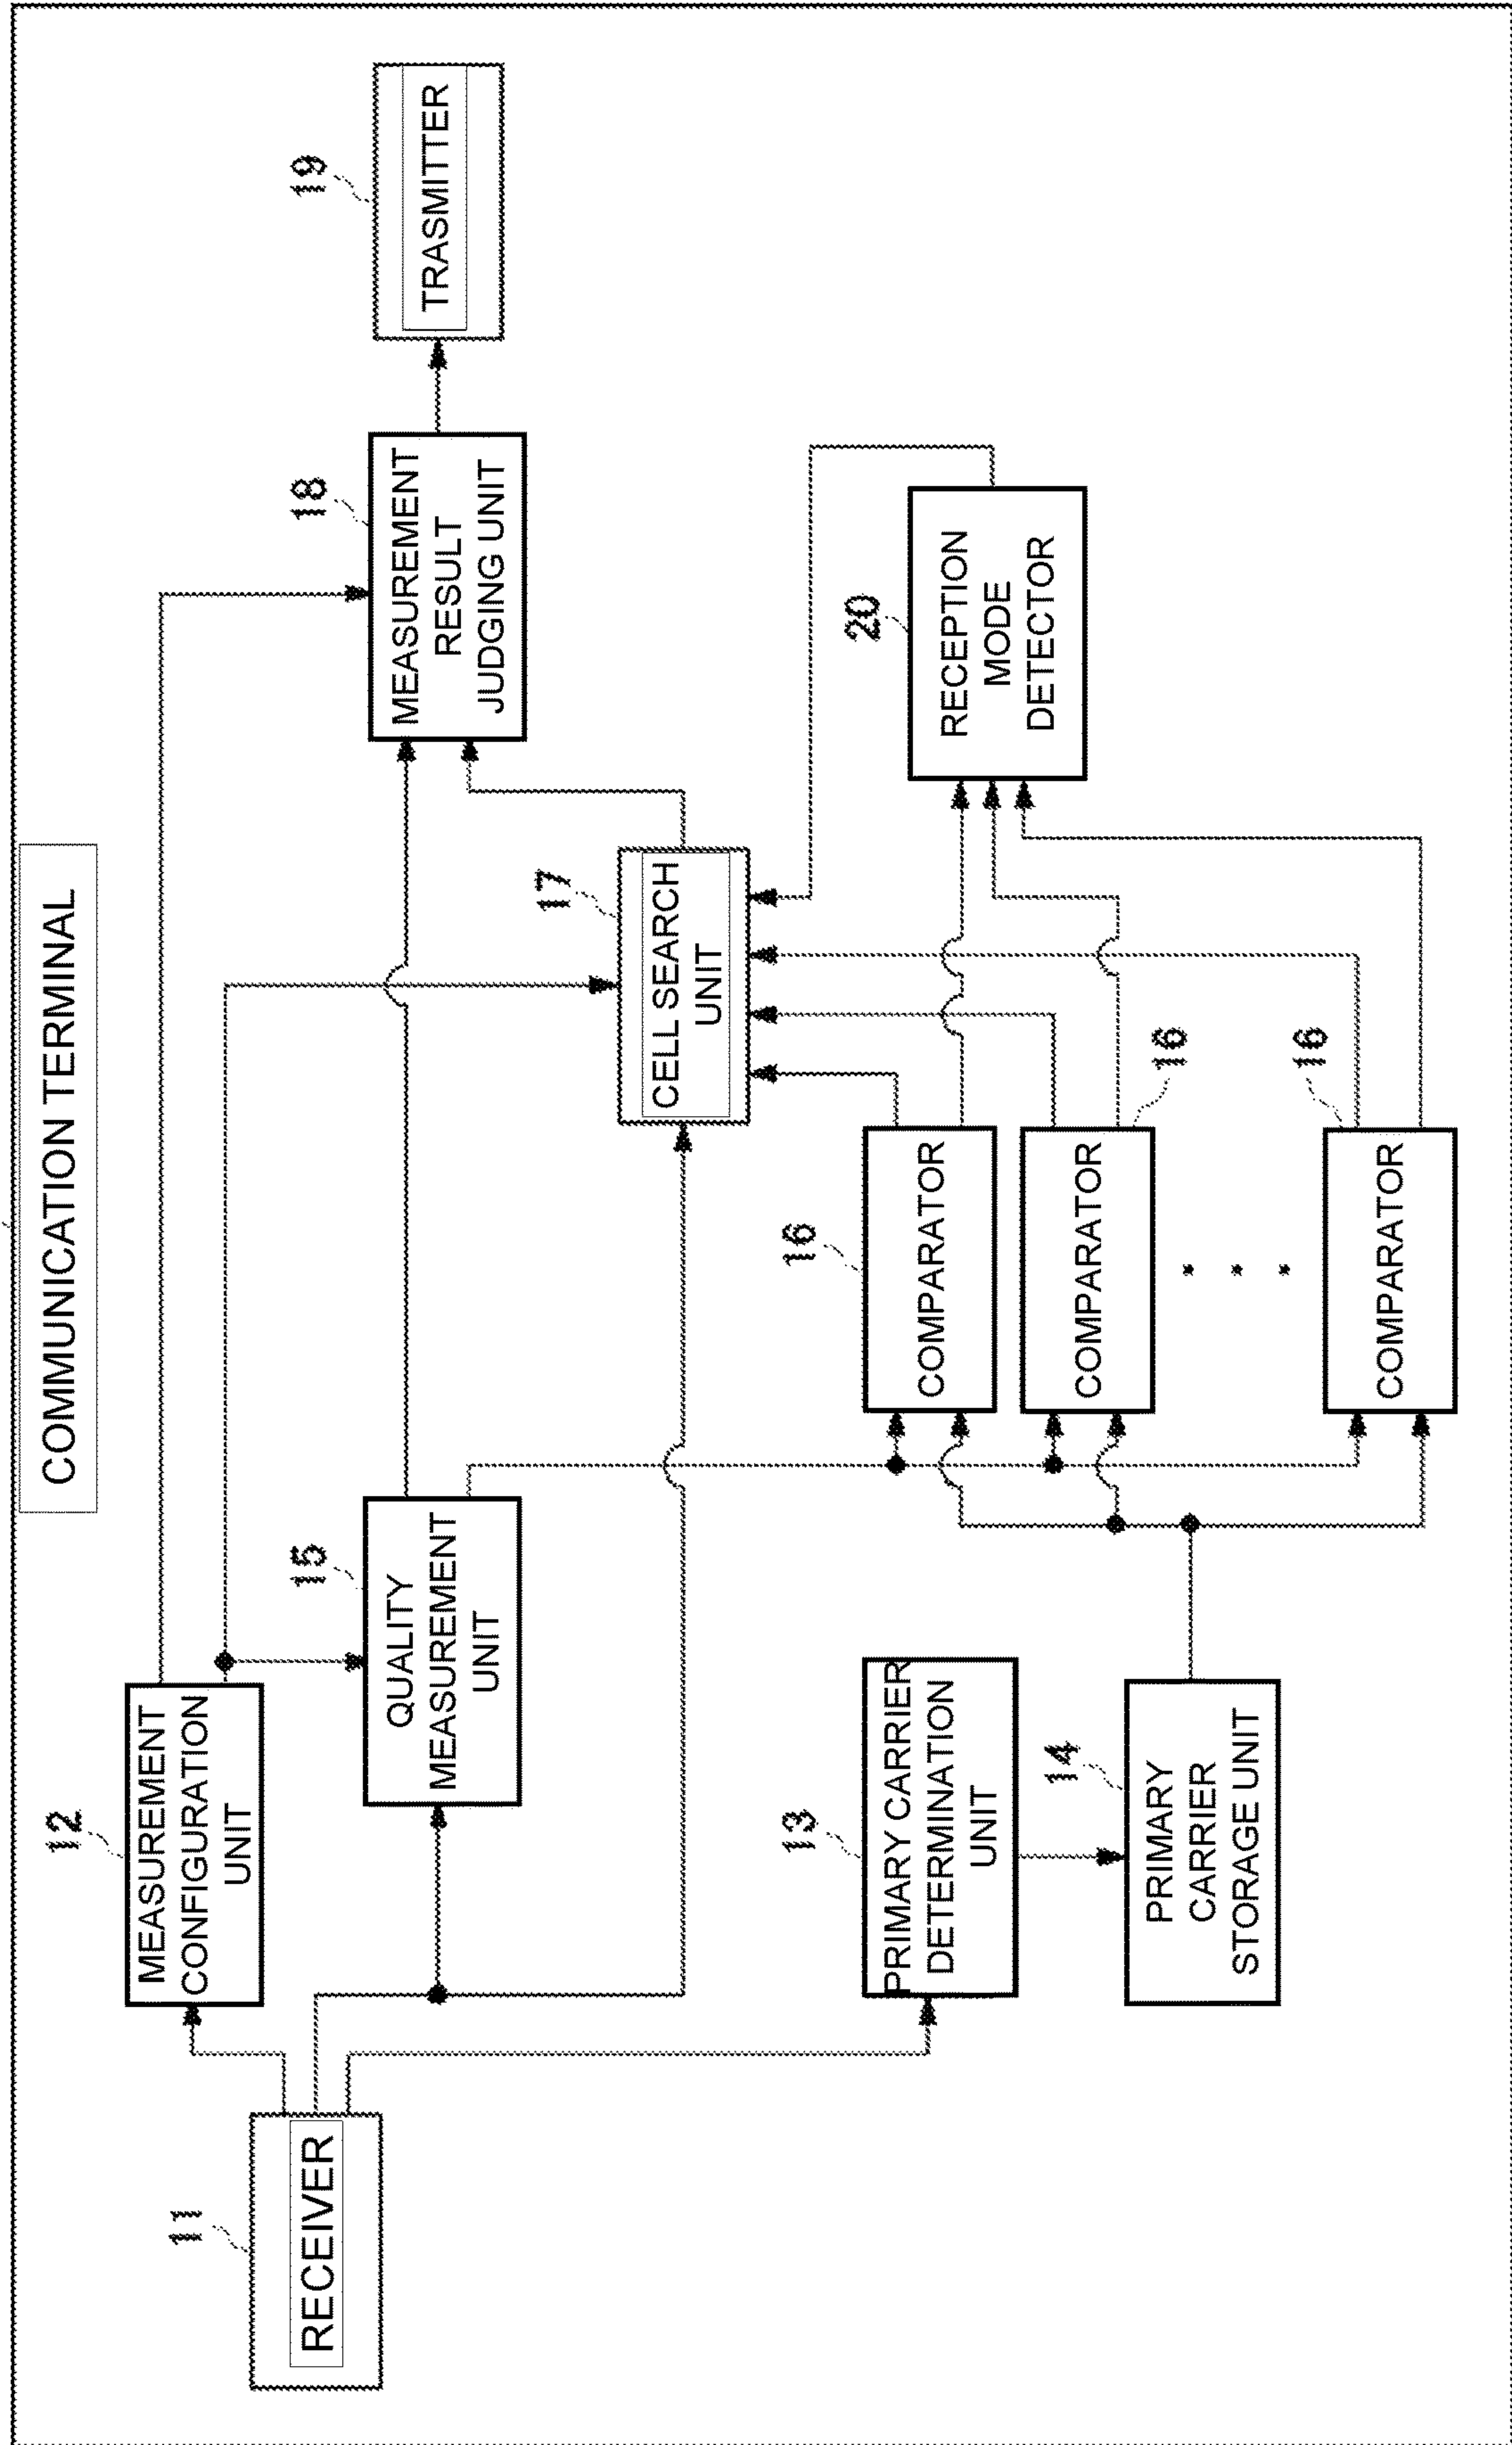 COMMUNICATION TERMINAL
11
RECEIVER
12
MEASUREMENT
CONFIGURATION
UNIT
15
QUALITY
MEASUREMENT
UNIT
13
PRIMARY CARRIER
DETERMINATION
UNIT
14
PRIMARY
CARRIER
STORAGE UNIT
16
COMPARATOR
COMPARATOR
16
COMPARATOR
16
17
CELL SEARCH
UNIT
18
MEASUREMENT
RESULT
JUDGING UNIT
20
RECEPTION
MODE
DETECTOR
19
TRASMITTER